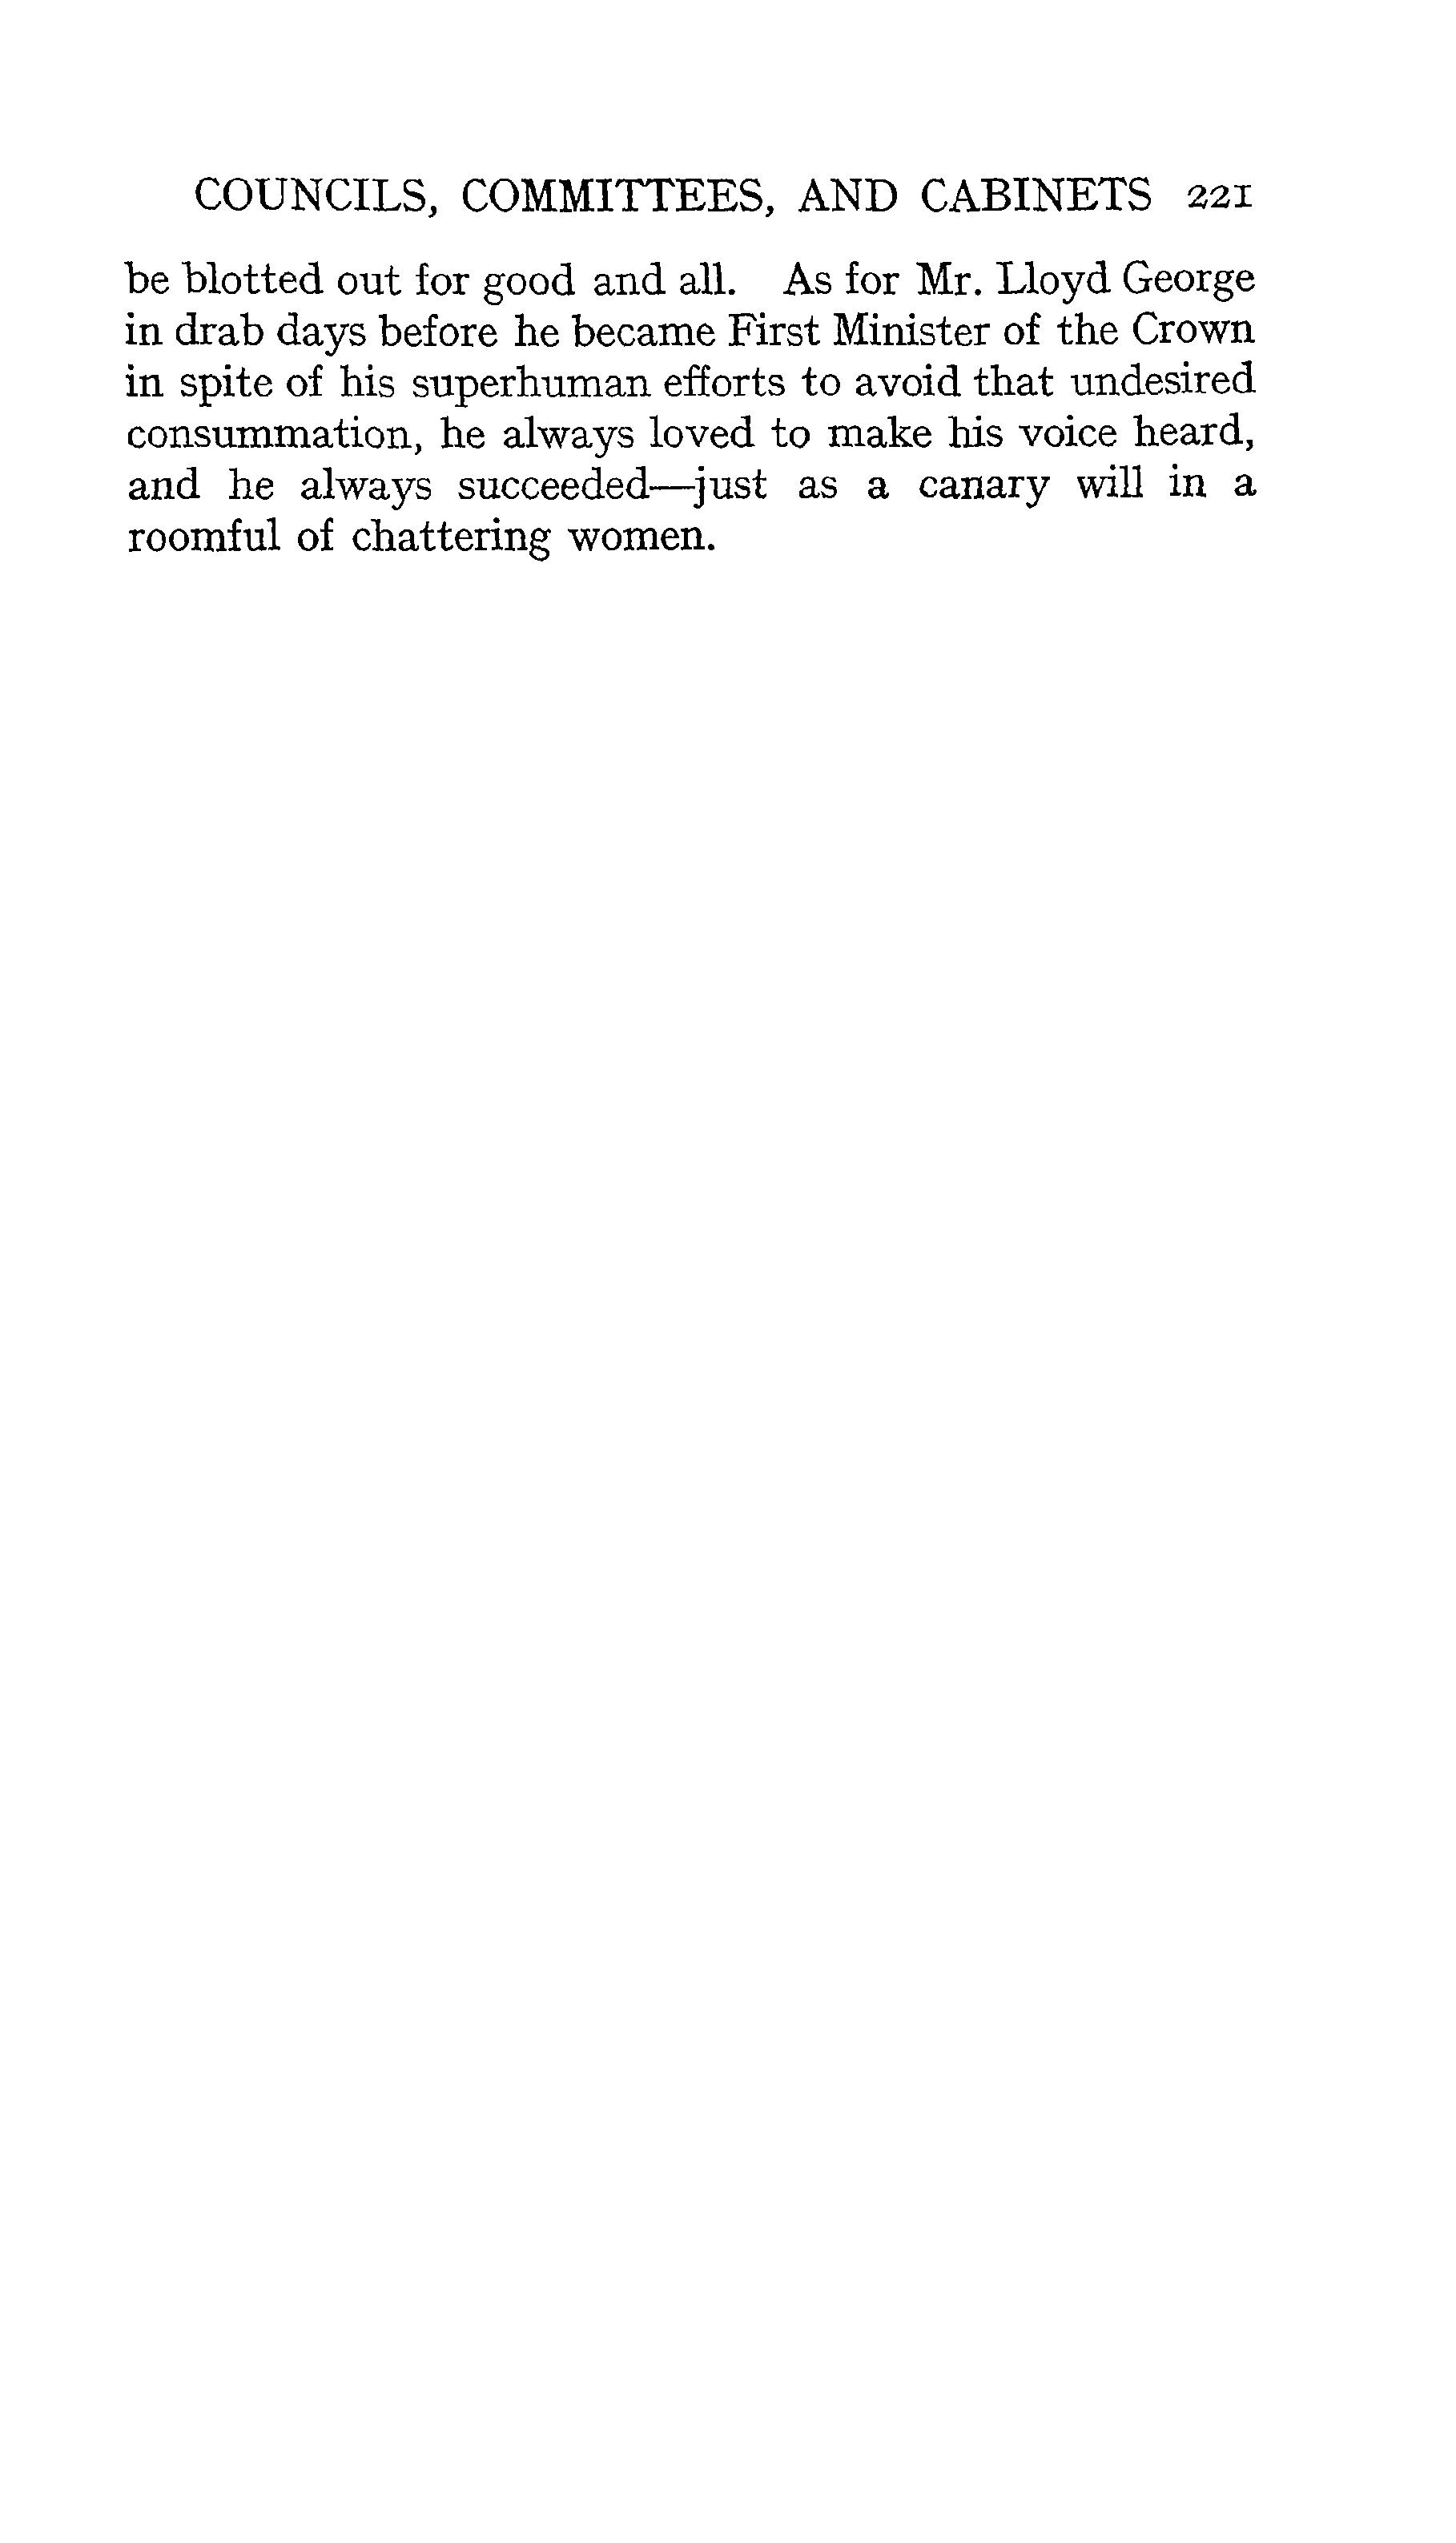 COUNCILS, COMMITTEES, AND CABINETS 221
be blotted out for good and all. As for Mr. Lloyd George
in drab days before he became First Minister of the Crown
in spite of his superhuman efforts to avoid that undesired
consummation, he always loved to make his voice heard,
and he always succeeded—just as a canary will in a
roomful of chattering women.